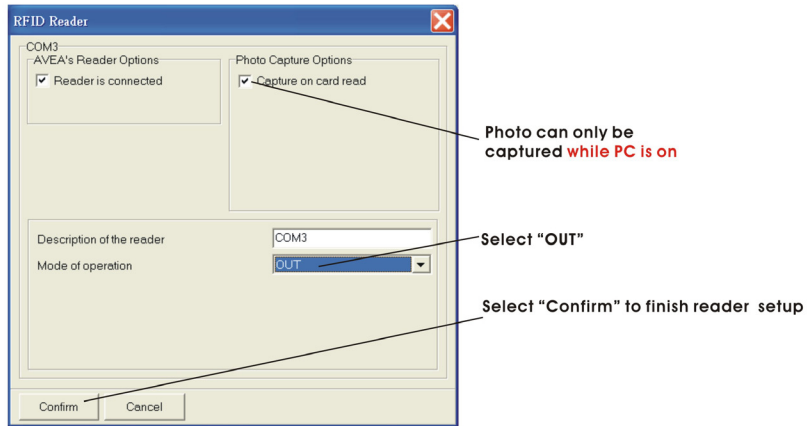 RFID Reader
COM3
AVEA's Reader Options
Reader is connected
Photo Capture Options
Capture on card read
Photo can only be
captured while PC is on
Description of the reader
COM3
Select “OUT”
Mode of operation
OUT
Select “Confirm” to finish reader setup
Confirm
Cancel